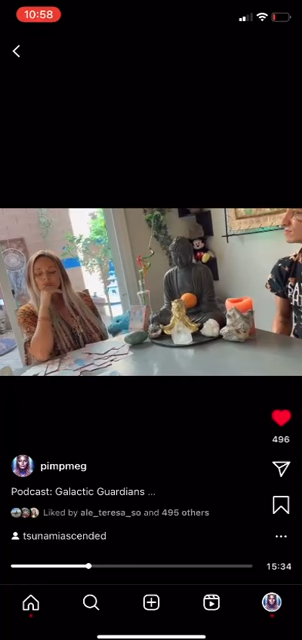 10:58
496
pimpmeg
Podcast: Galactic Guardians ...
Liked by ale_teresa_so and 495 others
tsunamiascended
15:34